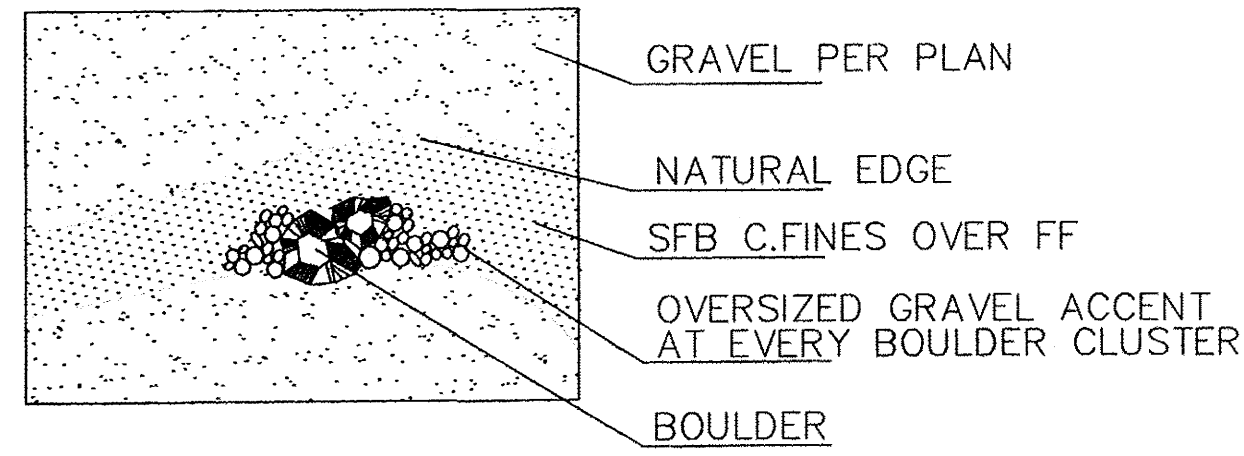 GRAVEL PER PLAN
NATURAL EDGE
SFB C.FINES OVER FF
OVERSIZED GRAVEL ACCENT
AT EVERY BOULDER CLUSTER
BOULDER